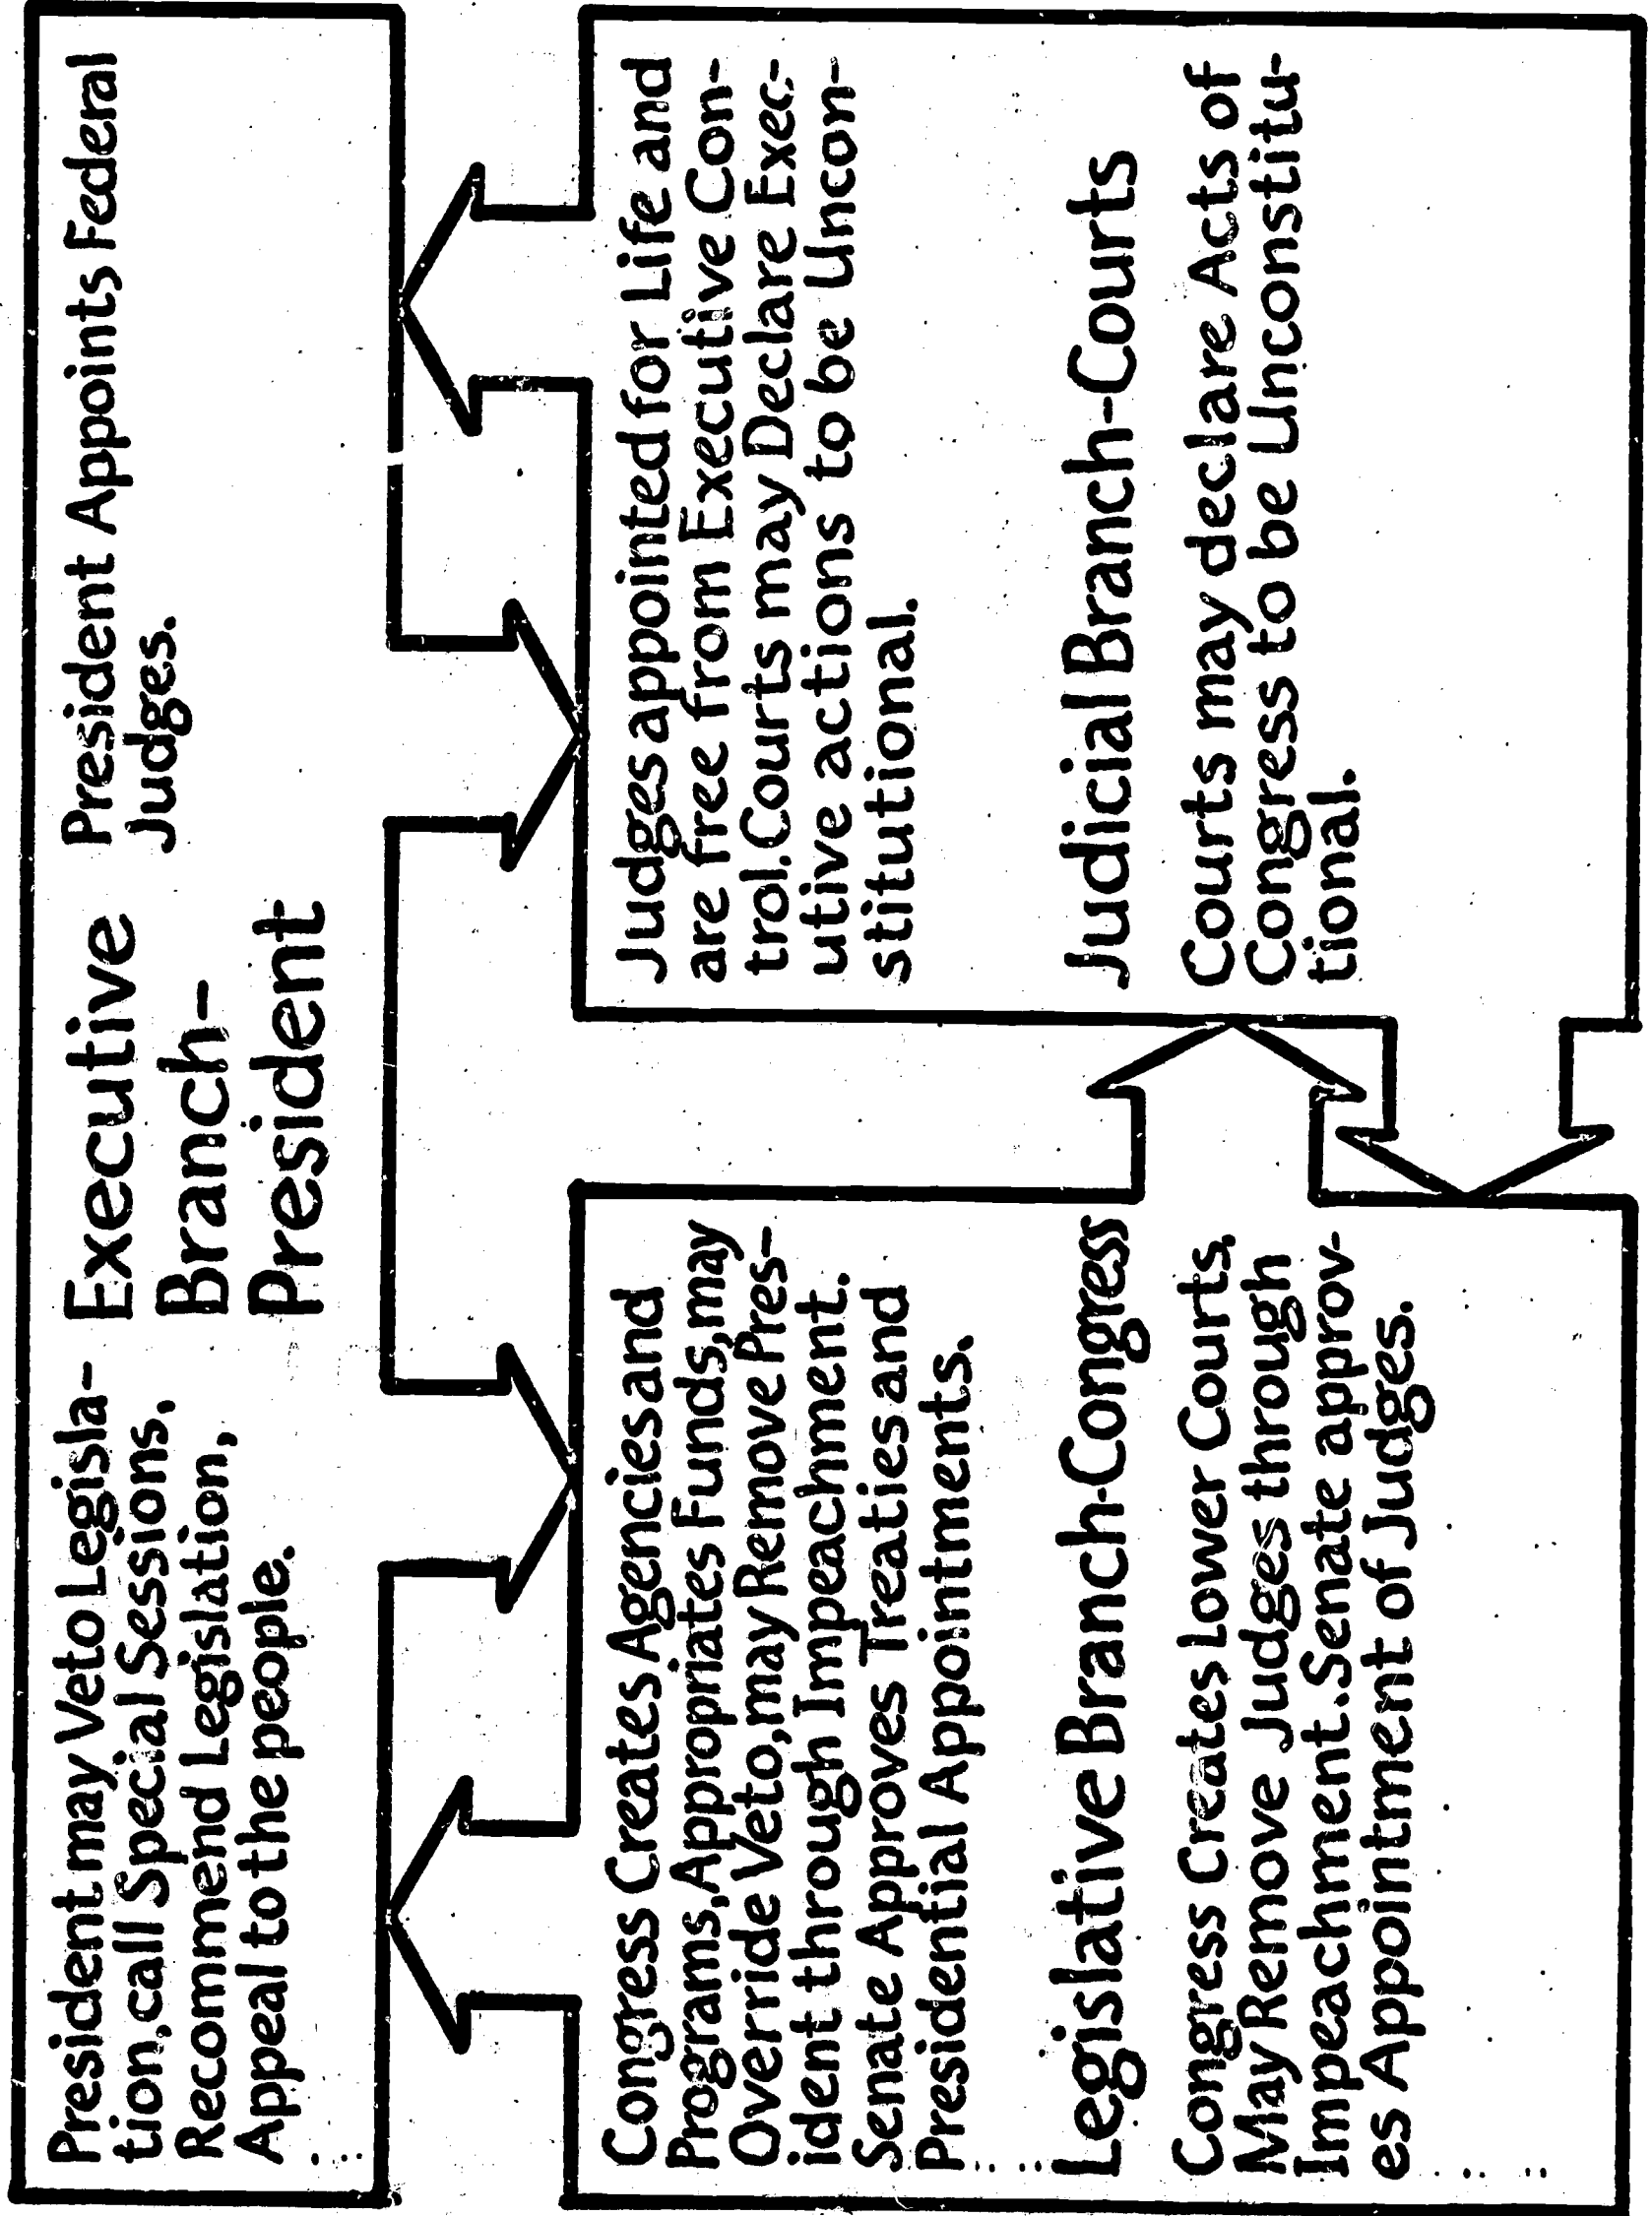 President may Veto Legisla-
tion, call Special Sessions,
Recommend Legislation,
Appeal to the people.
Executive
Branch-
President
President Appoints Federal
Judges.
Congress Creates Agencies and
Programs, Appropriates Funds, may
Override Veto, may Remove Pres-
ident through Impeachment.
Senate Approves Treaties and
Presidential Appointments.
Legislative Branch-Congress
Congress Creates Lower Courts.
May Remove Judges through
Impeachment. Senate approv-
es Appointment of Judges.
Judges appointed for Life and
are free from Executive Con-
trol. Courts may Declare Exec-
utive actions to be Uncon-
stitutional.
Judicial Branch-Courts
Courts may declare Acts of
Congress to be Unconstitu-
tional.